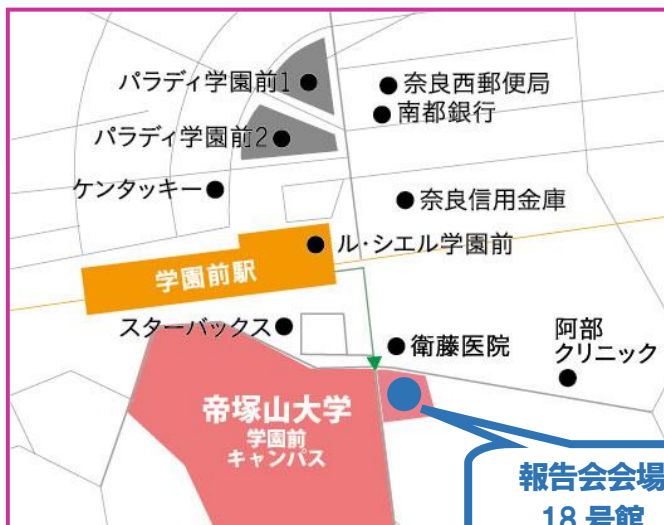 パラディ学園前1
奈良西郵便局
南都銀行
パラディ学園前2
ケンタッキー
奈良信用金庫
ル・シエル学園前
学園前駅
スターバックス
衛藤医院
阿部
クリニック
帝塚山大学
学園前
キャンパス
報告会会場
18 号館